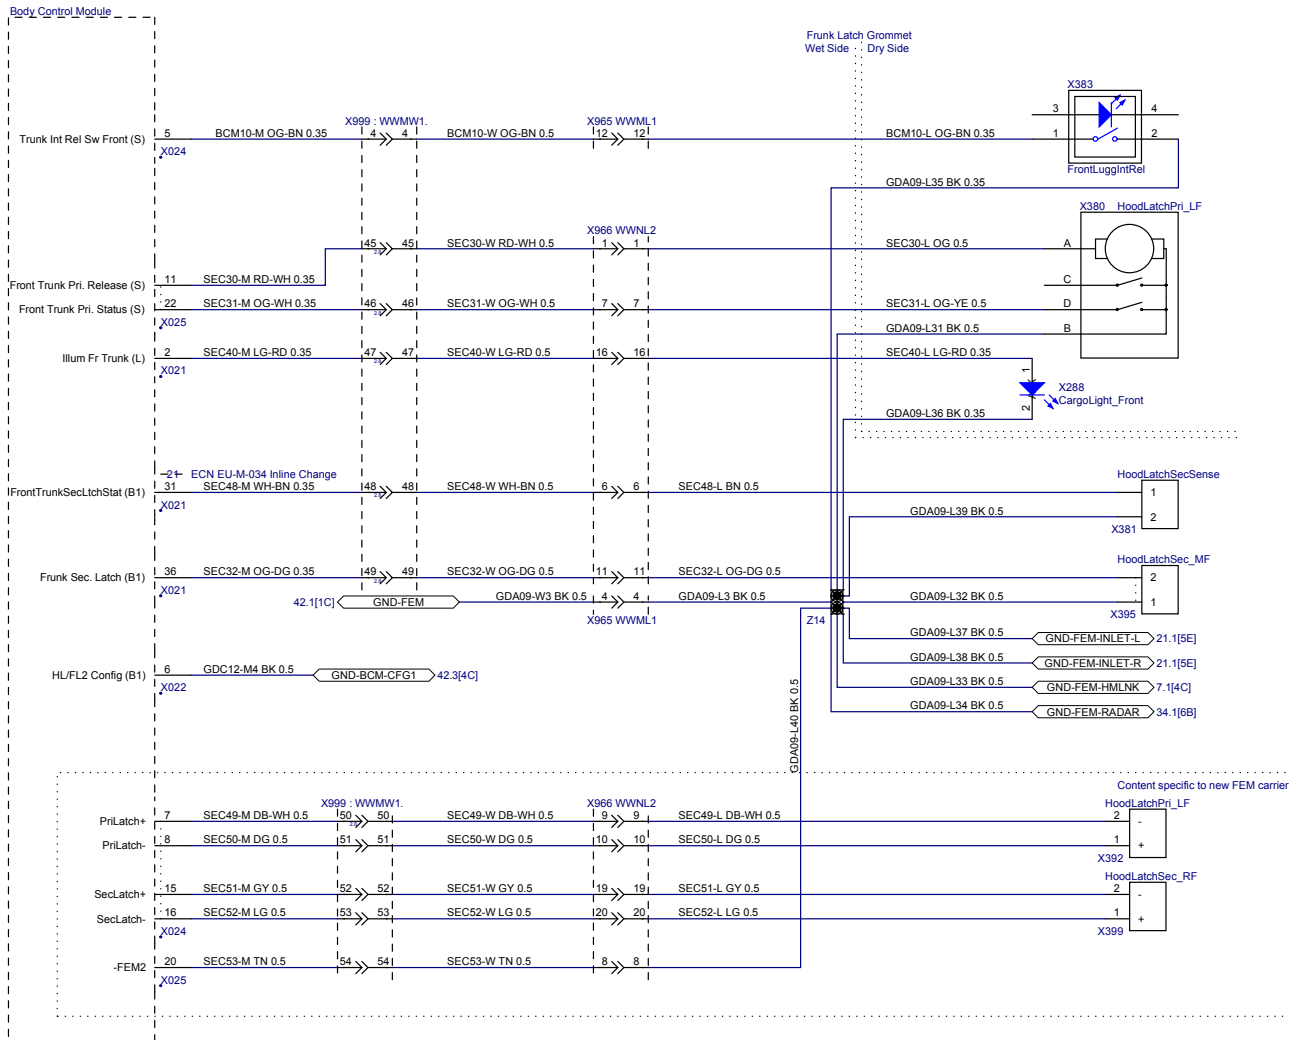 Body Control Module
Frunk Latch Grommet
Wet Side Dry Side
X383
3 4
X999 : WWMW1. X965 WWML1
Trunk Int Rel Sw Front (S) 5 BCM10-M OG-BN 0.35 4 4 BCM10-W OG-BN 0.5 12 12 BCM10-L OG-BN 0.35 1 2
X024
FrontLuggIntRel
GDA09-L35 BK 0.35
X380 HoodLatchPri_LF
X966 WWNL2
45 45 SEC30-W RD-WH 0.5 1 1 SEC30-L OG 0.5 A
2.8
Front Trunk Pri. Release (S) 11 SEC30-M RD-WH 0.35 C
Front Trunk Pri. Status (S) 22 SEC31-M OG-WH 0.35 46 46 SEC31-W OG-WH 0.5 7 7 SEC31-L OG-YE 0.5 D
2.8
X025
GDA09-L31 BK 0.5 B
Illum Fr Trunk (L) 2 SEC40-M LG-RD 0.35 47 47 SEC40-W LG-RD 0.5 16 16 SEC40-L LG-RD 0.35
2.8
X021
1
X288
CargoLight_Front
2
GDA09-L36 BK 0.35
21 ECN EU-M-034 Inline Change
HoodLatchSecSense
FrontTrunkSecLtchStat (B1) 31 SEC48-M WH-BN 0.35 48 48 SEC48-W WH-BN 0.5 6 6 SEC48-L BN 0.5 1
2.8
X021
GDA09-L39 BK 0.5 2
X381
HoodLatchSec_MF
Frunk Sec. Latch (B1) 36 SEC32-M OG-DG 0.35 49 49 SEC32-W OG-DG 0.5 11 11 SEC32-L OG-DG 0.5 2
2.8
X021
42.1[1C] GND-FEM GDA09-W3 BK 0.5 4 4 GDA09-L3 BK 0.5 GDA09-L32 BK 0.5 1
X965 WWML1 Z14 X395
GDA09-L37 BK 0.5 GND-FEM-INLET-L 21.1[5E]
GDA09-L38 BK 0.5 GND-FEM-INLET-R 21.1[5E]
HL/FL2 Config (B1) 6 GDC12-M4 BK 0.5 GND-BCM-CFG1 42.3[4C]
X022
GDA09-L33 BK 0.5 GND-FEM-HMLNK 7.1[4C]
GDA09-L34 BK 0.5 GND-FEM-RADAR 34.1[6B]
GDA09-L40 BK 0.5
Content specific to new FEM carrier
X999 : WWMW1. X966 WWNL2 HoodLatchPri_LF
PriLatch+ 7 SEC49-M DB-WH 0.5 50 50 SEC49-W DB-WH 0.5 9 9 SEC49-L DB-WH 0.5 2 -
2.8
PriLatch- 8 SEC50-M DG 0.5 51 51 SEC50-W DG 0.5 10 10 SEC50-L DG 0.5 1 +
X392
HoodLatchSec_RF
SecLatch+ 15 SEC51-M GY 0.5 52 52 SEC51-W GY 0.5 19 19 SEC51-L GY 0.5 2 -
SecLatch- 16 SEC52-M LG 0.5 53 53 SEC52-W LG 0.5 20 20 SEC52-L LG 0.5 1 +
X024 X399
-FEM2 20 SEC53-M TN 0.5 54 54 SEC53-W TN 0.5 8 8
X025